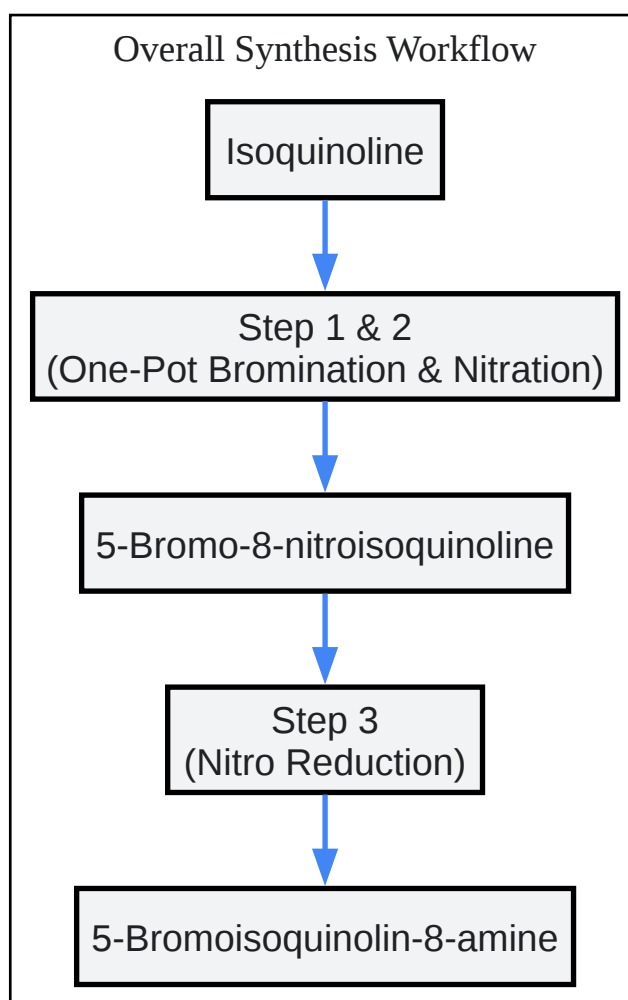 Overall Synthesis Workflow
Isoquinoline
Step 1 & 2
(One-Pot Bromination & Nitration)
5-Bromo-8-nitroisoquinoline
Step 3
(Nitro Reduction)
5-Bromoisoquinolin-8-amine